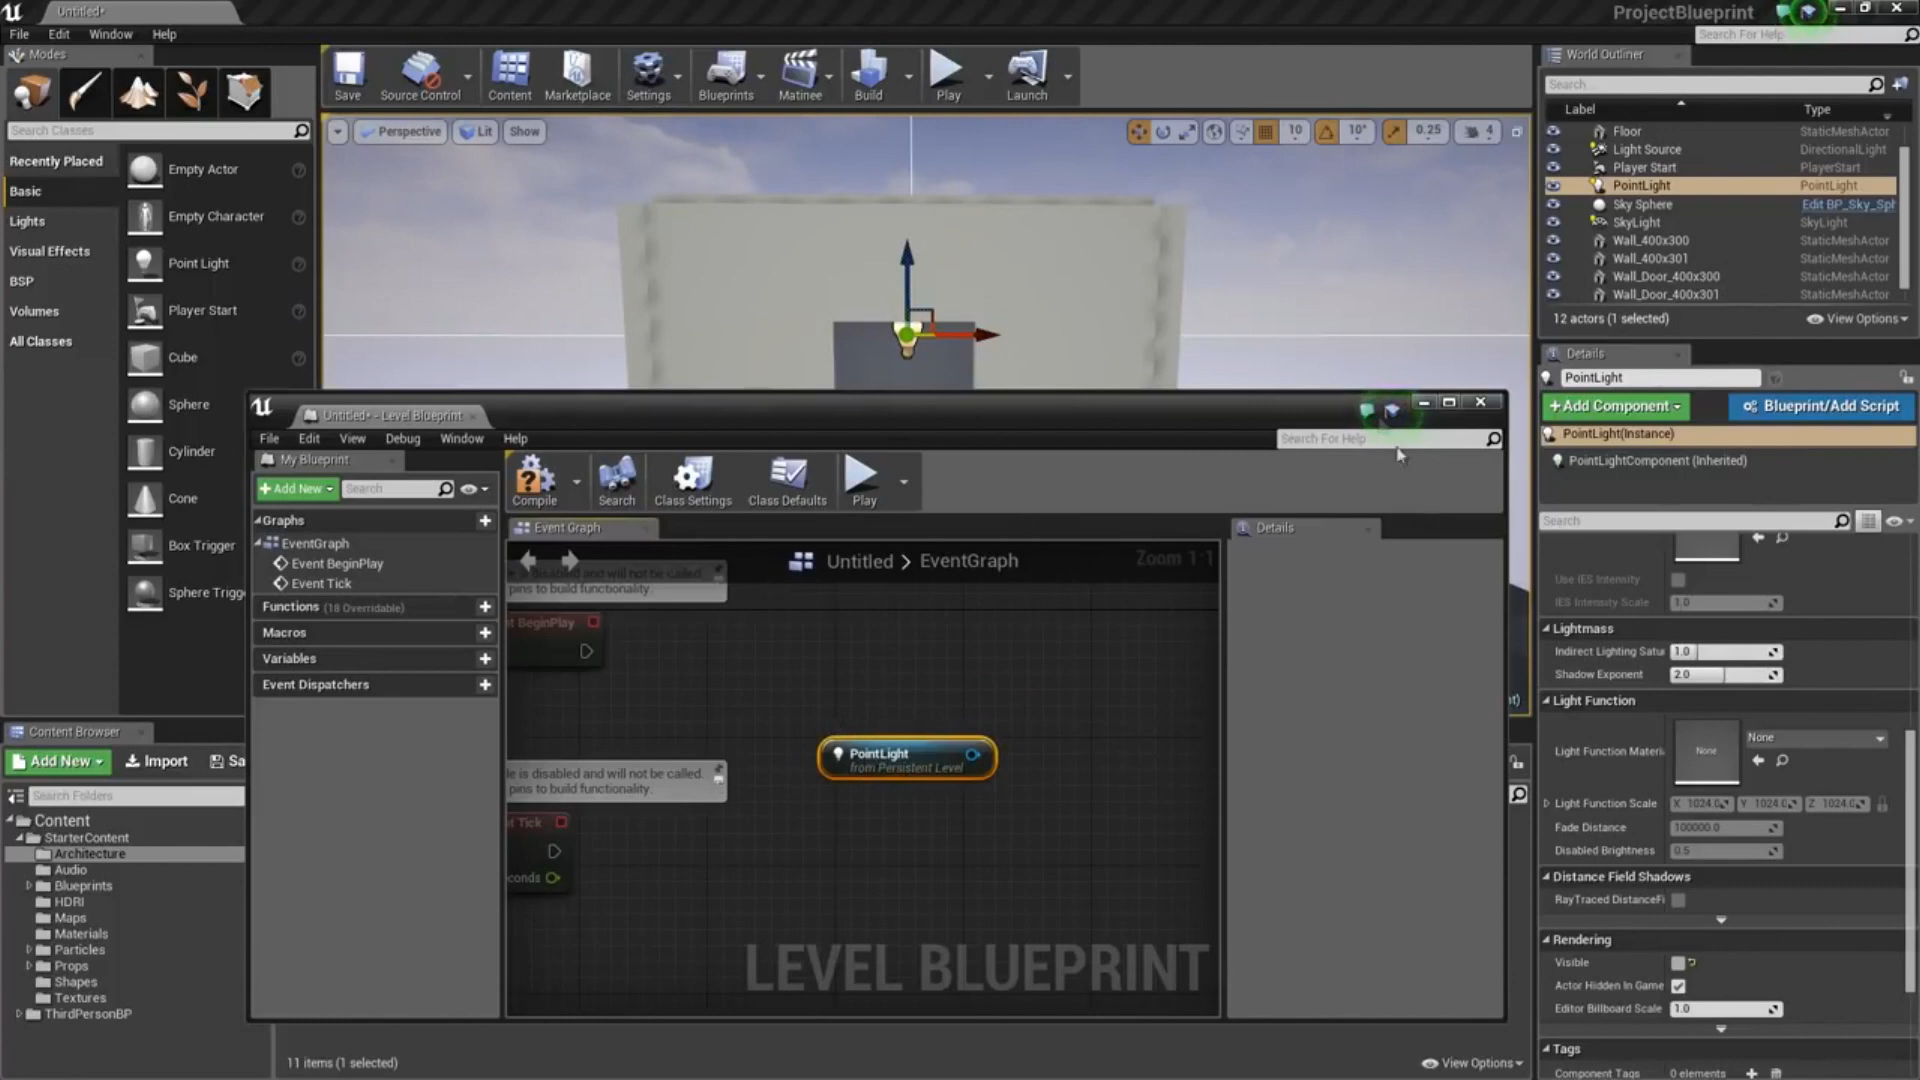 Untitled*
ProjectBlueprint
File Edit Window Help
Search For Help
Modes
Search Classes
Recently Placed
Basic
Lights
Visual Effects
BSP
Volumes
All Classes
Empty Actor
Empty Character
Point Light
Player Start
Cube
Sphere
Cylinder
Cone
Box Trigger
Sphere Trigge
Save Source Control Content Marketplace Settings Blueprints Matinee Build Play Launch
Perspective Lit Show
10 10° 0.25 4
World Outliner
Search...
Label Type
Floor StaticMeshActor
Light Source DirectionalLight
Player Start PlayerStart
PointLight PointLight
Sky Sphere Edit BP_Sky_Sph
SkyLight SkyLight
Wall_400x300 StaticMeshActor
Wall_400x301 StaticMeshActor
Wall_Door_400x300 StaticMeshActor
Wall_Door_400x301 StaticMeshActor
12 actors (1 selected) View Options
Details
PointLight
+Add Component Blueprint/Add Script
PointLight(Instance)
PointLightComponent (Inherited)
Search
Use IES Intensity
IES Intensity Scale 1.0
Lightmass
Indirect Lighting Satur 1.0
Shadow Exponent 2.0
Light Function
Light Function Materia None None
Light Function Scale X 1024.0 Y 1024.0 Z 1024.0
Fade Distance 100000.0
Disabled Brightness 0.5
Distance Field Shadows
RayTraced DistanceFi
Rendering
Visible
Actor Hidden In Game
Editor Billboard Scale 1.0
Tags
Component Tags 0 elements
Untitled* - Level Blueprint
File Edit View Debug Window Help
Search For Help
My Blueprint
+Add New Search
Graphs
EventGraph
Event BeginPlay
Event Tick
Functions (18 Overridable)
Macros
Variables
Event Dispatchers
Compile Search Class Settings Class Defaults Play
Event Graph
Untitled > EventGraph
Zoom 1:1
le is disabled and will not be called.
pins to build functionality.
nt BeginPlay
PointLight
from Persistent Level
le is disabled and will not be called.
pins to build functionality.
nt Tick
conds
LEVEL BLUEPRINT
Details
Content Browser
Add New Import Sa
Search Folders
Content
StarterContent
Architecture
Audio
Blueprints
HDRI
Maps
Materials
Particles
Props
Shapes
Textures
ThirdPersonBP
11 items (1 selected)
View Options